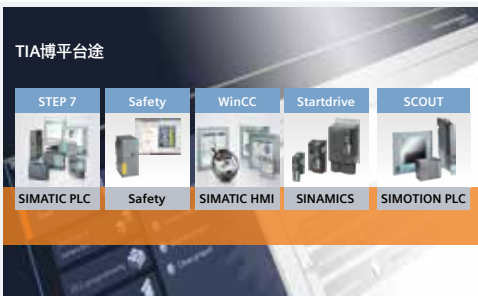 TIA博平台途
STEP 7
Safety
WinCC
Startdrive
SCOUT
SIMATIC PLC
Safety
SIMATIC HMI
SINAMICS
SIMOTION PLC